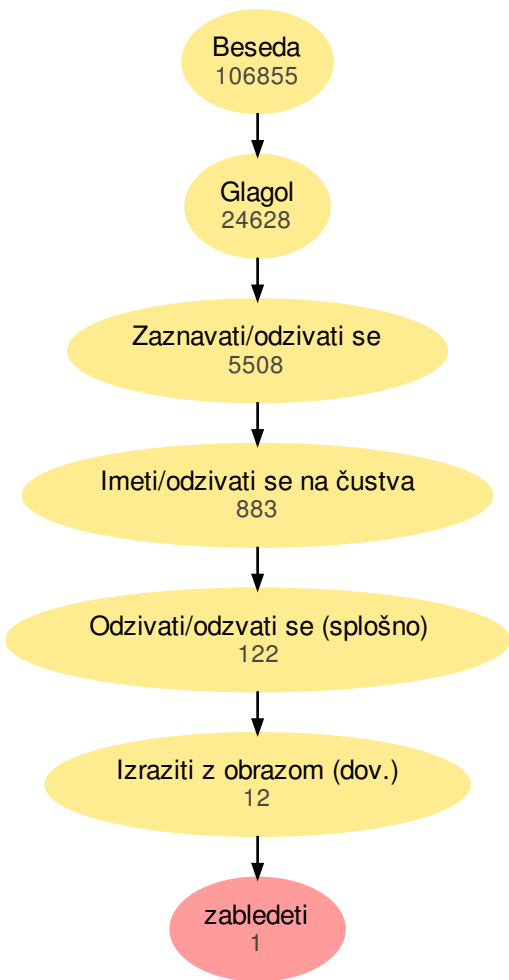 Beseda
106855
Glagol
24628
Zaznavati/odzivati se
5508
Imeti/odzivati se na čustva
883
Odzivati/odzvati se (splošno)
122
Izraziti z obrazom (dov.)
12
zabledeti
1